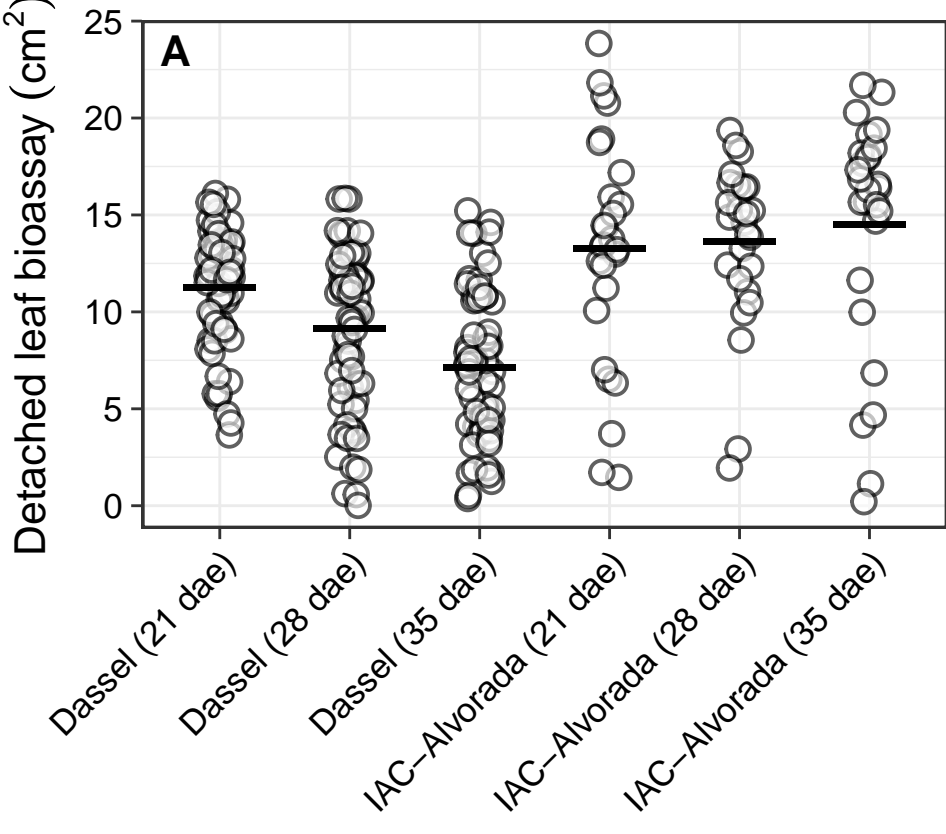 A
Detached leaf bioassay (cm²)
25
20
15
10
5
0
Dassel (21 dae)
Dassel (28 dae)
Dassel (35 dae)
IAC−Alvorada (21 dae)
IAC−Alvorada (28 dae)
IAC−Alvorada (35 dae)